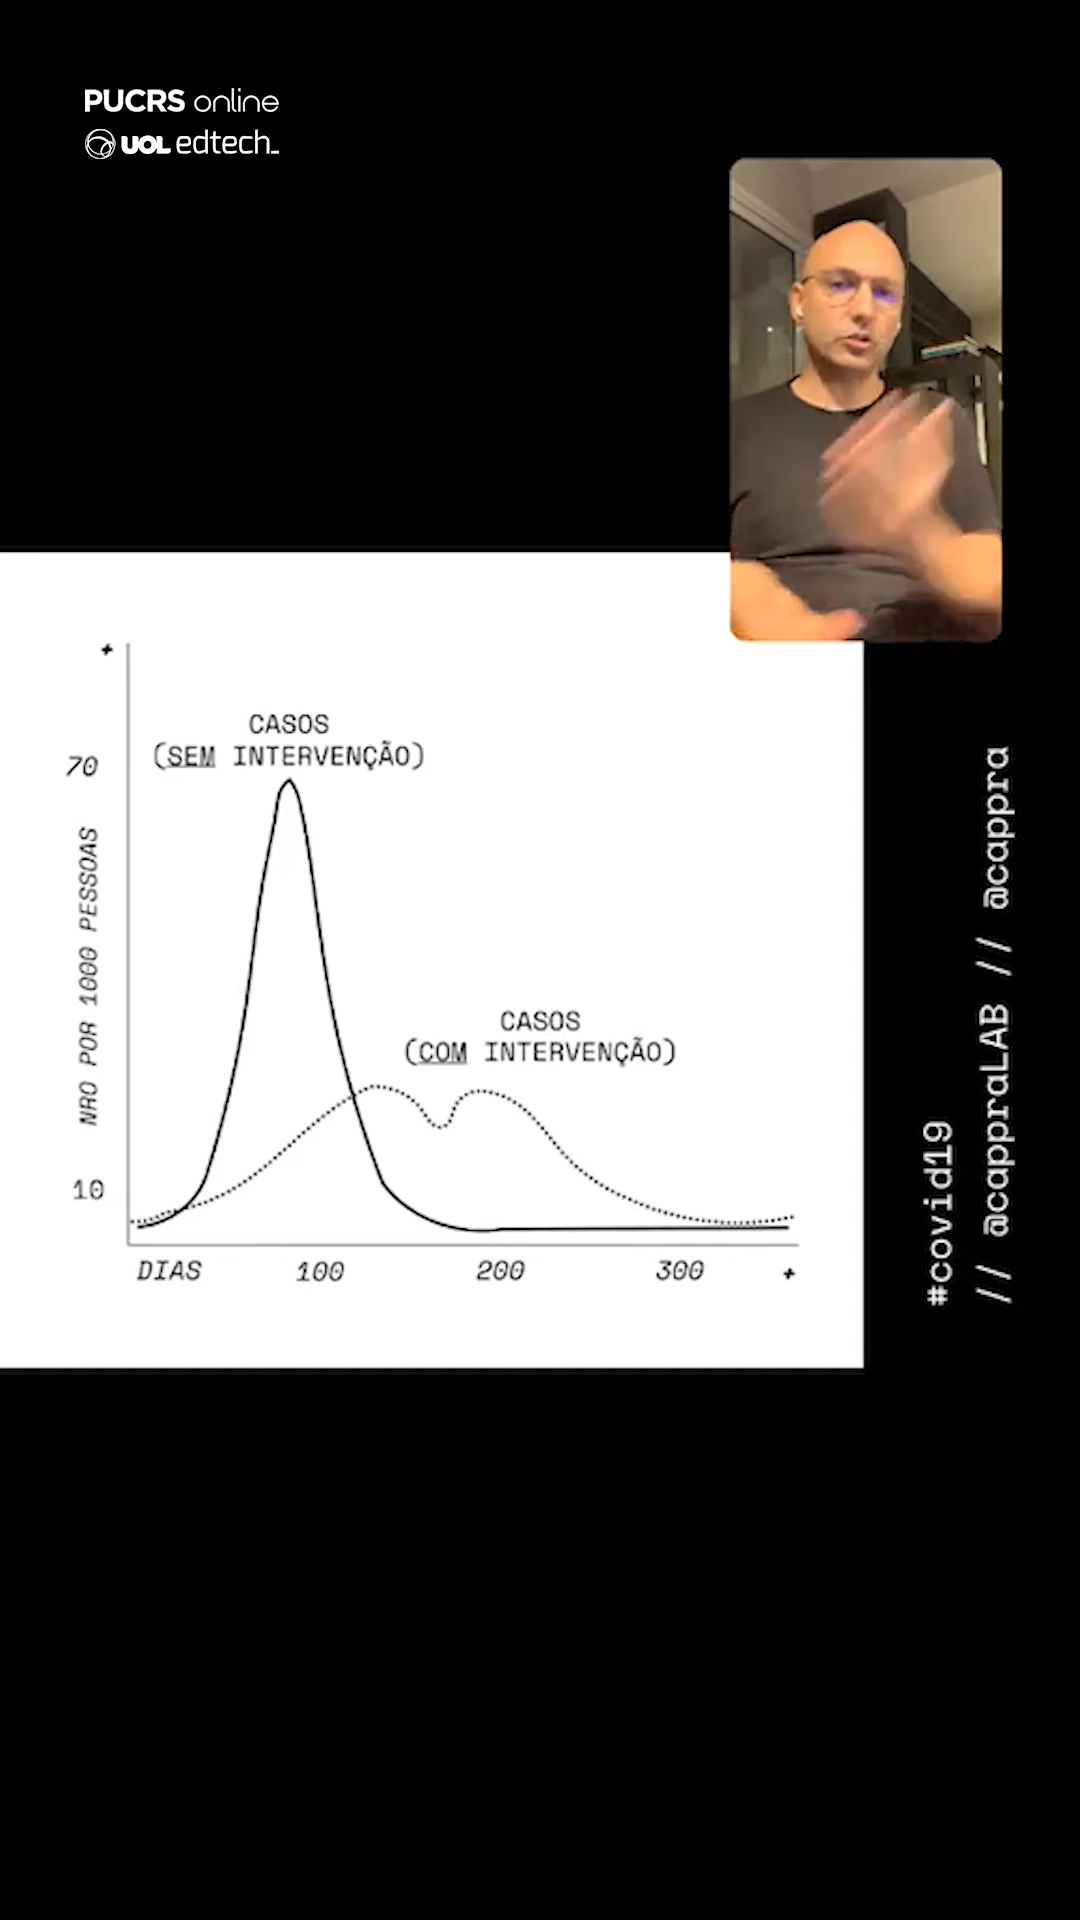 PUCRS online
UOL edtech_
+
CASOS
(SEM INTERVENÇÃO)
70
NRO POR 1000 PESSOAS
CASOS
(COM INTERVENÇÃO)
10
DIAS 100 200 300 +
#covid19
// @cappraLAB // @cappra